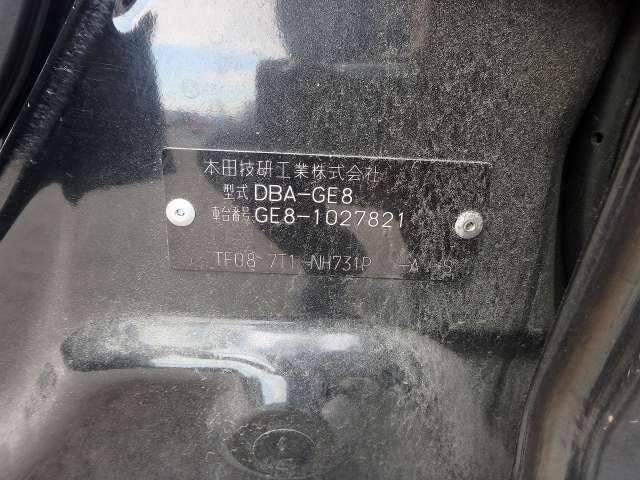 本田技研工業株式会社
型式 DBA-GE8
車台番号 GE8-1027821
TF08 7T1 NH731P -A S